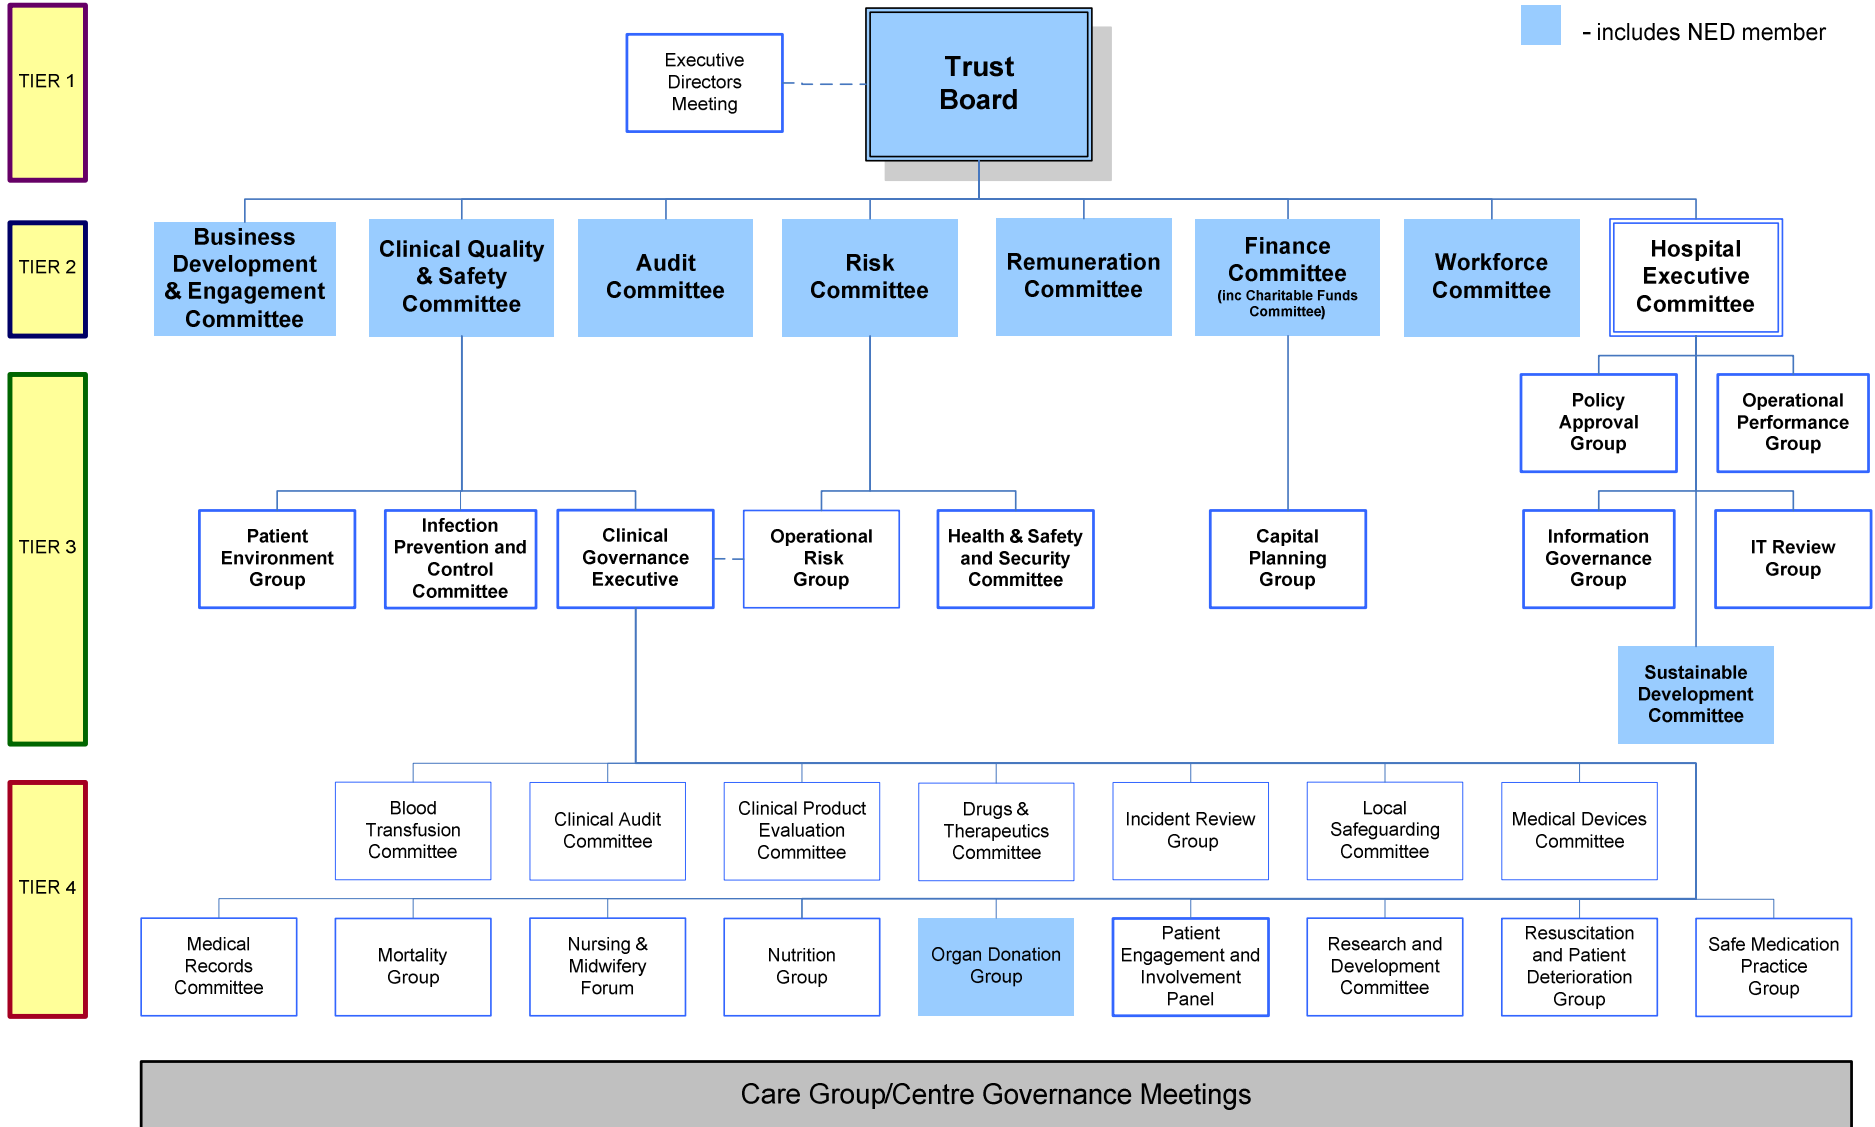 TIER 1
Executive
Directors
Meeting
Trust
Board
- includes NED member
TIER 2
Business
Development
& Engagement
Committee
Clinical Quality
& Safety
Committee
Audit
Committee
Risk
Committee
Remuneration
Committee
Finance
Committee
(inc Charitable Funds
Committee)
Workforce
Committee
Hospital
Executive
Committee
TIER 3
Policy
Approval
Group
Operational
Performance
Group
Patient
Environment
Group
Infection
Prevention and
Control
Committee
Clinical
Governance
Executive
Operational
Risk
Group
Health & Safety
and Security
Committee
Capital
Planning
Group
Information
Governance
Group
IT Review
Group
Sustainable
Development
Committee
TIER 4
Blood
Transfusion
Committee
Clinical Audit
Committee
Clinical Product
Evaluation
Committee
Drugs &
Therapeutics
Committee
Incident Review
Group
Local
Safeguarding
Committee
Medical Devices
Committee
Medical
Records
Committee
Mortality
Group
Nursing &
Midwifery
Forum
Nutrition
Group
Organ Donation
Group
Patient
Engagement and
Involvement
Panel
Research and
Development
Committee
Resuscitation
and Patient
Deterioration
Group
Safe Medication
Practice
Group
Care Group/Centre Governance Meetings